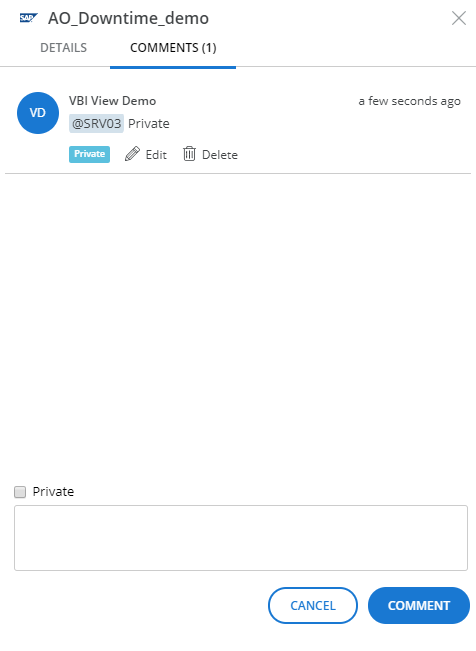 SAP AO_Downtime_demo
DETAILS COMMENTS (1)
VD VBI View Demo a few seconds ago
@SRV03 Private
Private Edit Delete
Private
CANCEL COMMENT